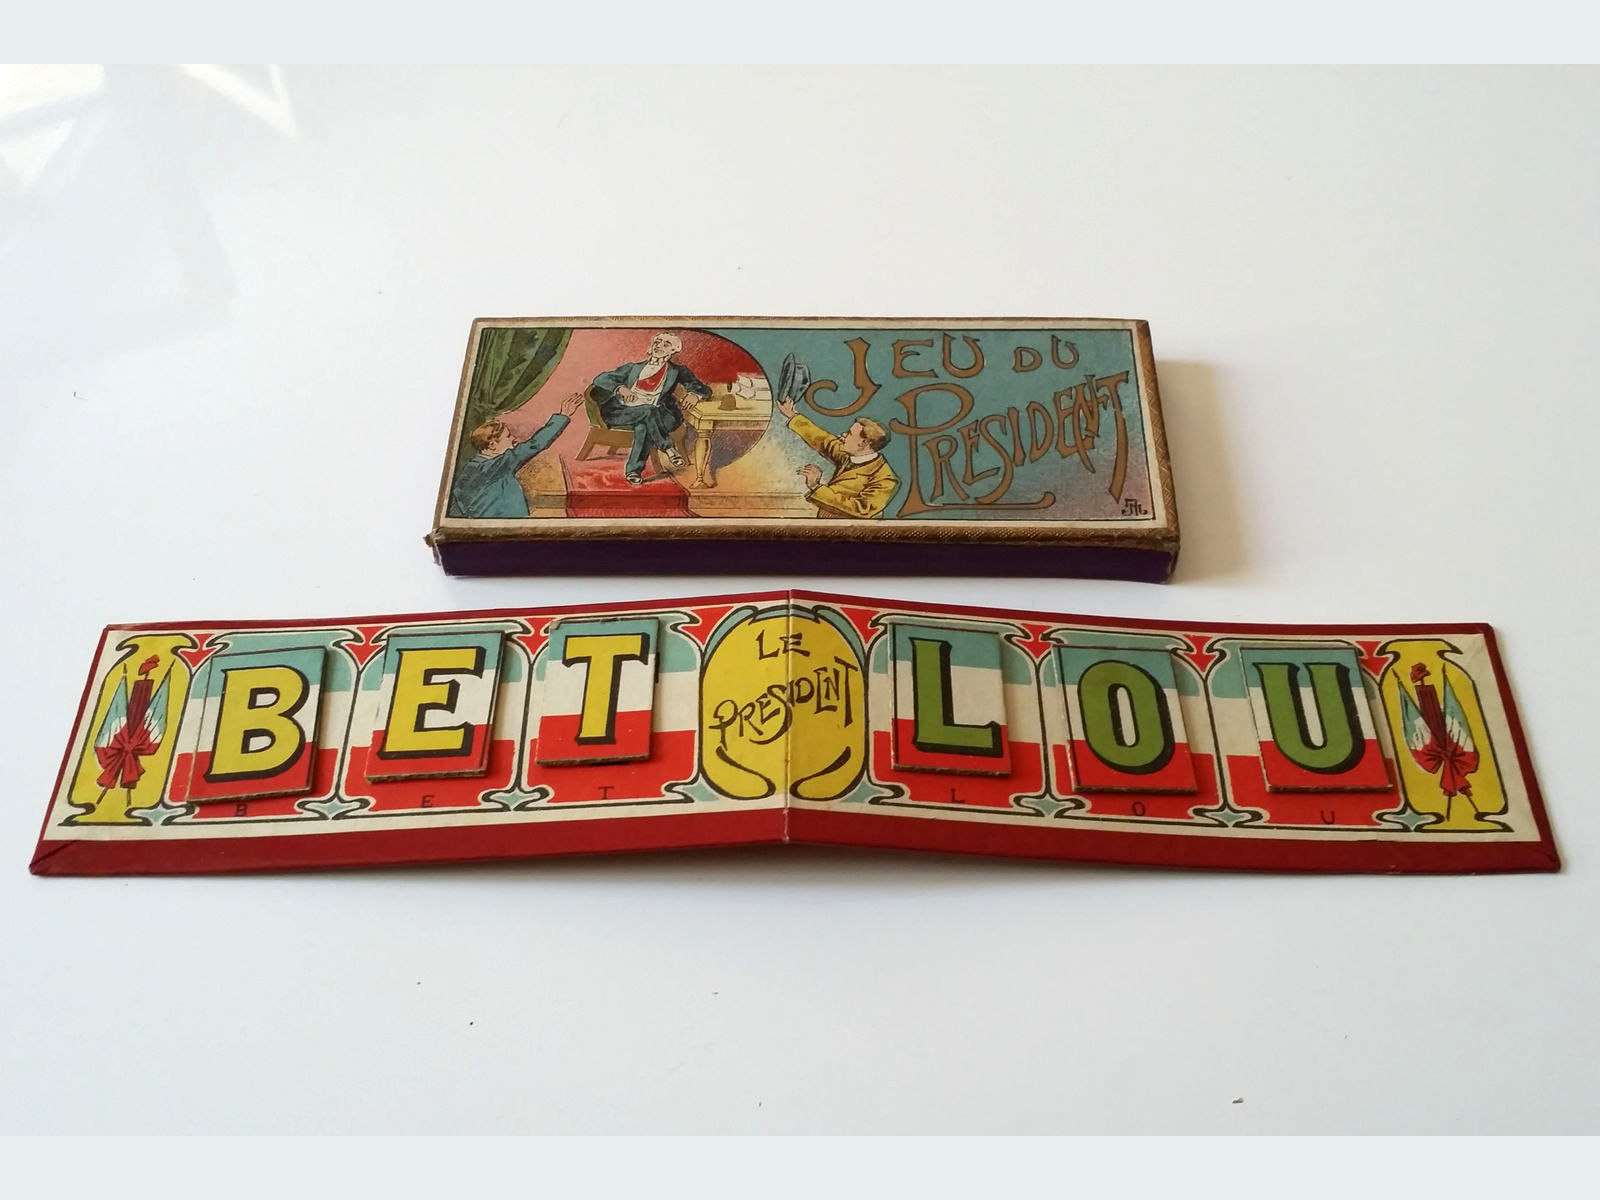 JEU DU
PRESIDENT
BET LE PRESIDENT LOU
B E T L O U